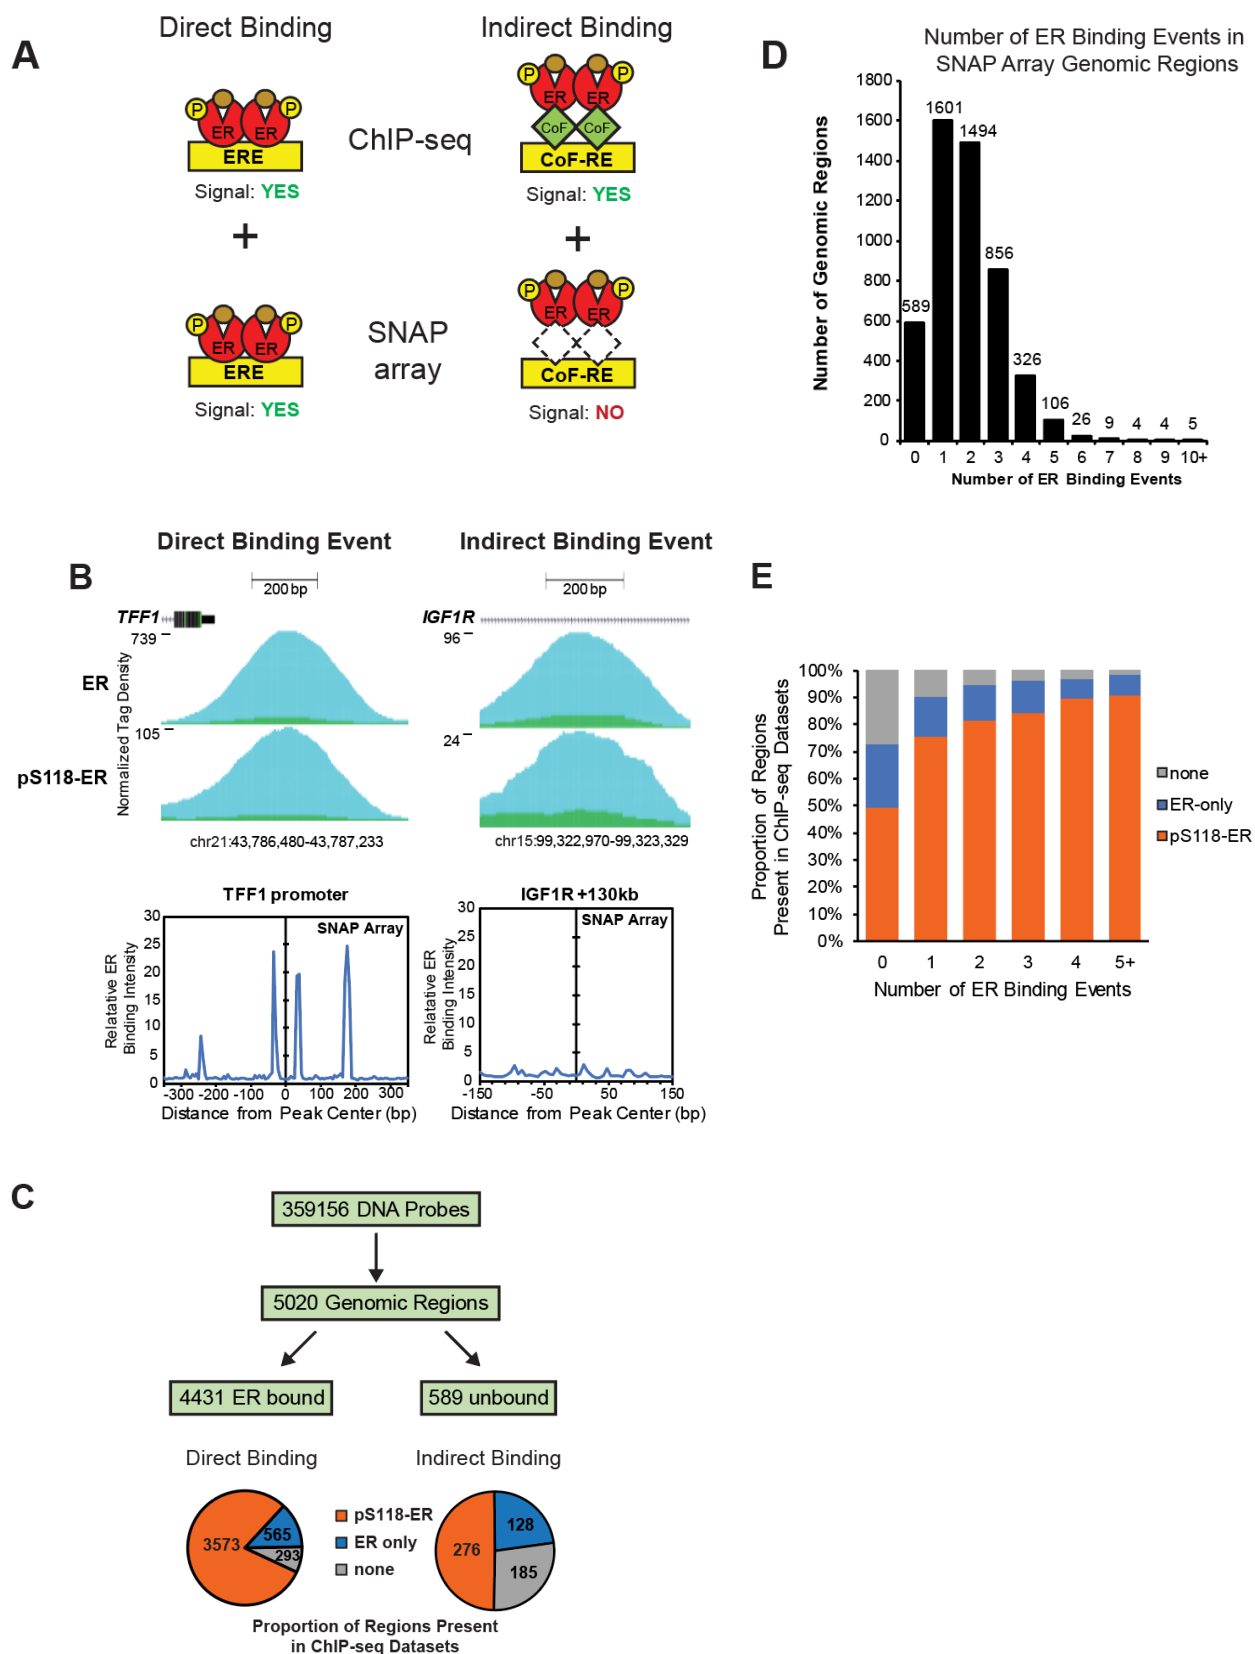 A
Direct Binding
Indirect Binding
P
P
ER
ER
ERE
Signal: YES
ChIP-seq
P
P
ER
ER
CoF
CoF
CoF-RE
Signal: YES
+
+
P
P
ER
ER
ERE
Signal: YES
SNAP
array
P
P
ER
ER
CoF-RE
Signal: NO
D
Number of ER Binding Events in
SNAP Array Genomic Regions
Number of Genomic Regions
1800
1600
1400
1200
1000
800
600
400
200
0
589
1601
1494
856
326
106
26
9
4
4
5
0 1 2 3 4 5 6 7 8 9 10+
Number of ER Binding Events
B
Direct Binding Event
Indirect Binding Event
200 bp
200 bp
TFF1
IGF1R
739
96
ER
105
24
pS118-ER
Normalized Tag Density
chr21:43,786,480-43,787,233
chr15:99,322,970-99,323,329
TFF1 promoter
SNAP Array
Relatative ER
Binding Intensity
30
25
20
15
10
5
0
-300 -200 -100 0 100 200 300
Distance from Peak Center (bp)
IGF1R +130kb
SNAP Array
Relatative ER
Binding Intensity
30
25
20
15
10
5
0
-150 -50 50 150
Distance from Peak Center (bp)
E
Proportion of Regions
Present in ChIP-seq Datasets
100%
90%
80%
70%
60%
50%
40%
30%
20%
10%
0%
0 1 2 3 4 5+
Number of ER Binding Events
none
ER-only
pS118-ER
C
359156 DNA Probes
5020 Genomic Regions
4431 ER bound
589 unbound
Direct Binding
Indirect Binding
3573
565
293
pS118-ER
ER only
none
276
128
185
Proportion of Regions Present
in ChIP-seq Datasets